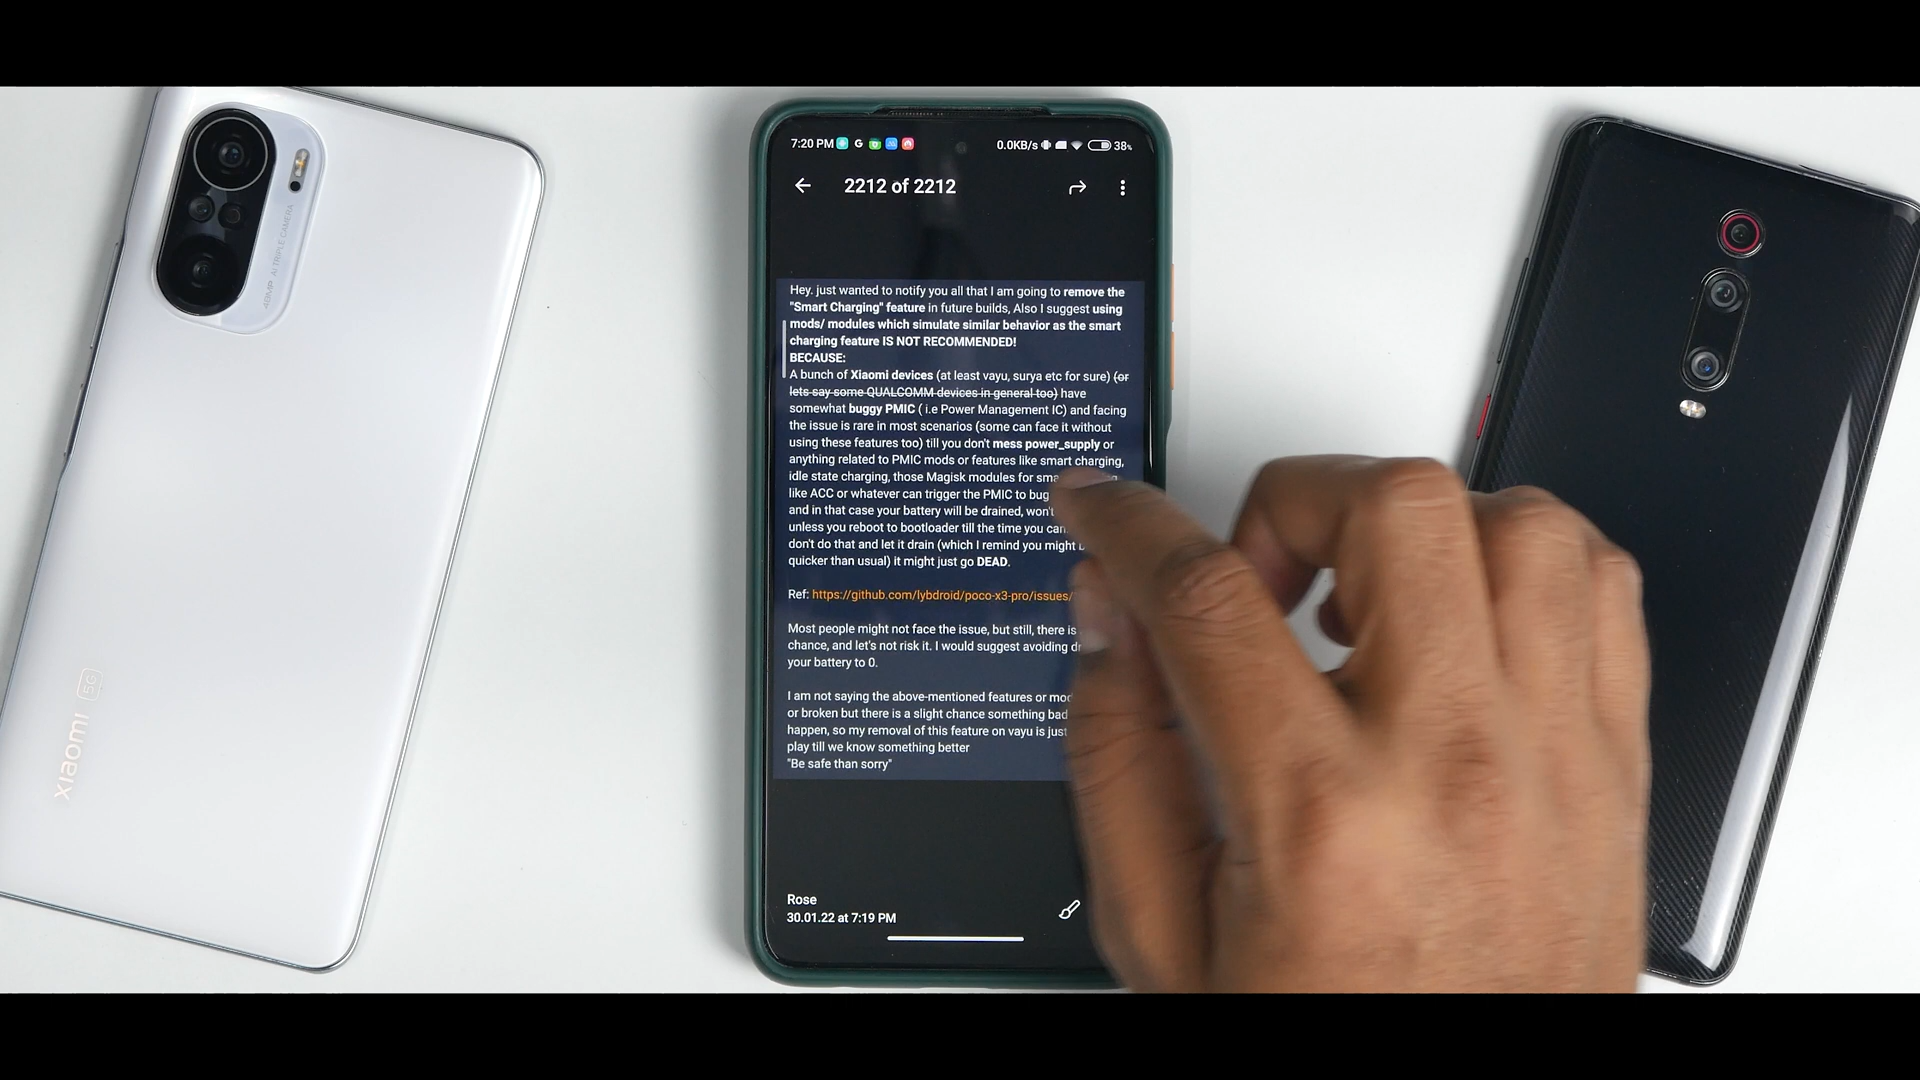 7:20 PM
0.0KB/s 38%
2212 of 2212
Hey. just wanted to notify you all that I am going to remove the
"Smart Charging" feature in future builds, Also I suggest using
mods/ modules which simulate similar behavior as the smart
charging feature IS NOT RECOMMENDED!
BECAUSE:
A bunch of Xiaomi devices (at least vayu, surya etc for sure) (or
lets say some QUALCOMM devices in general too) have
somewhat buggy PMIC ( i.e Power Management IC) and facing
the issue is rare in most scenarios (some can face it without
using these features too) till you don't mess power_supply or
anything related to PMIC mods or features like smart charging,
idle state charging, those Magisk modules for
like ACC or whatever can trigger the PMIC to bug
and in that case your battery will be drained, won't
unless you reboot to bootloader till the time you
don't do that and let it drain (which I remind you might
quicker than usual) it might just go DEAD.
Ref: https://github.com/lybdroid/poco-x3-pro/issues/
Most people might not face the issue, but still, there is
chance, and let's not risk it. I would suggest avoiding
your battery to 0.
I am not saying the above-mentioned features or
or broken but there is a slight chance something bad
happen, so my removal of this feature on vayu is just
play till we know something better
"Be safe than sorry"
Rose
30.01.22 at 7:19 PM
48MP AI TRIPLE CAMERA
xiaomi 5G